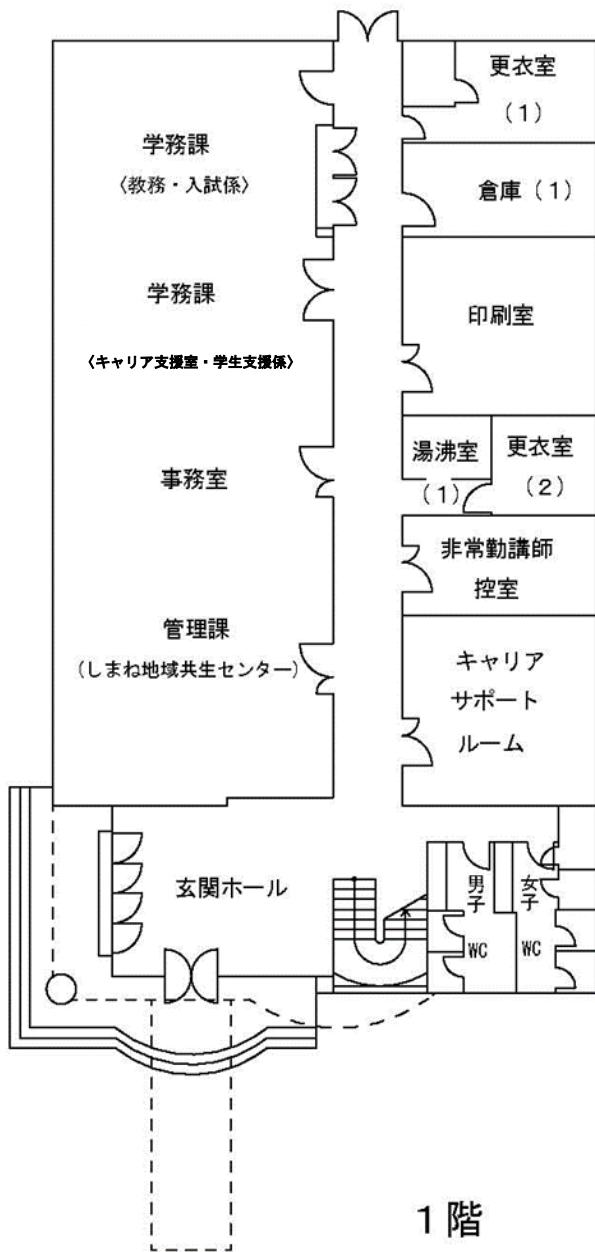 更衣室
(1)
学務課
〈教務・入試係〉
倉庫(1)
学務課
〈キャリア支援室・学生支援係〉
印刷室
事務室
湯沸室
(1)
更衣室
(2)
非常勤講師
控室
管理課
(しまね地域共生センター)
キャリア
サポート
ルーム
玄関ホール
男子
WC
女子
WC
1階